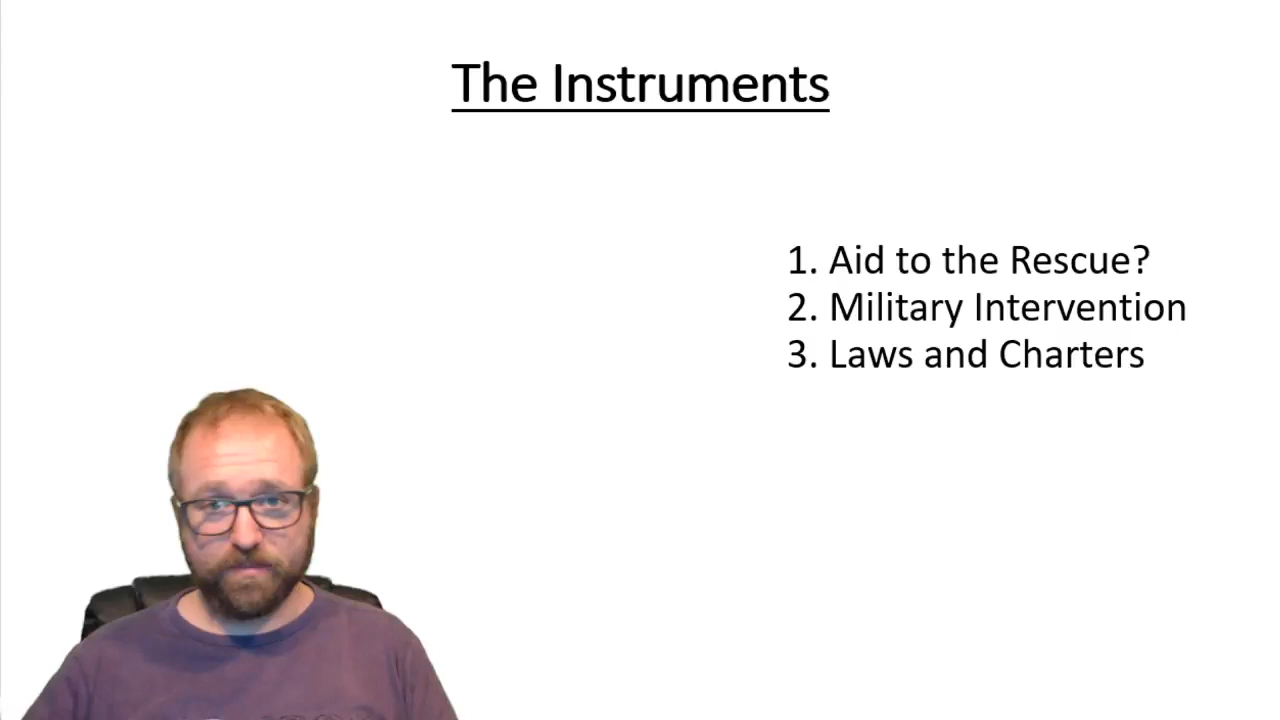 The Instruments
1. Aid to the Rescue?
2. Military Intervention
3. Laws and Charters